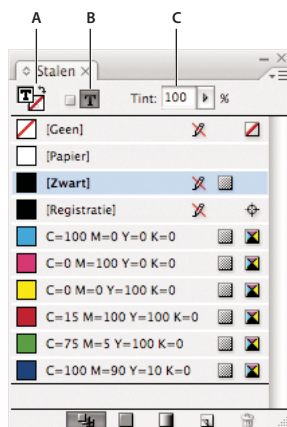 A B C
Stalen
T T Tint: 100 %
[Geen]
[Papier]
[Zwart]
[Registratie]
C=100 M=0 Y=0 K=0
C=0 M=100 Y=0 K=0
C=0 M=0 Y=100 K=0
C=15 M=100 Y=100 K=0
C=75 M=5 Y=100 K=0
C=100 M=90 Y=10 K=0